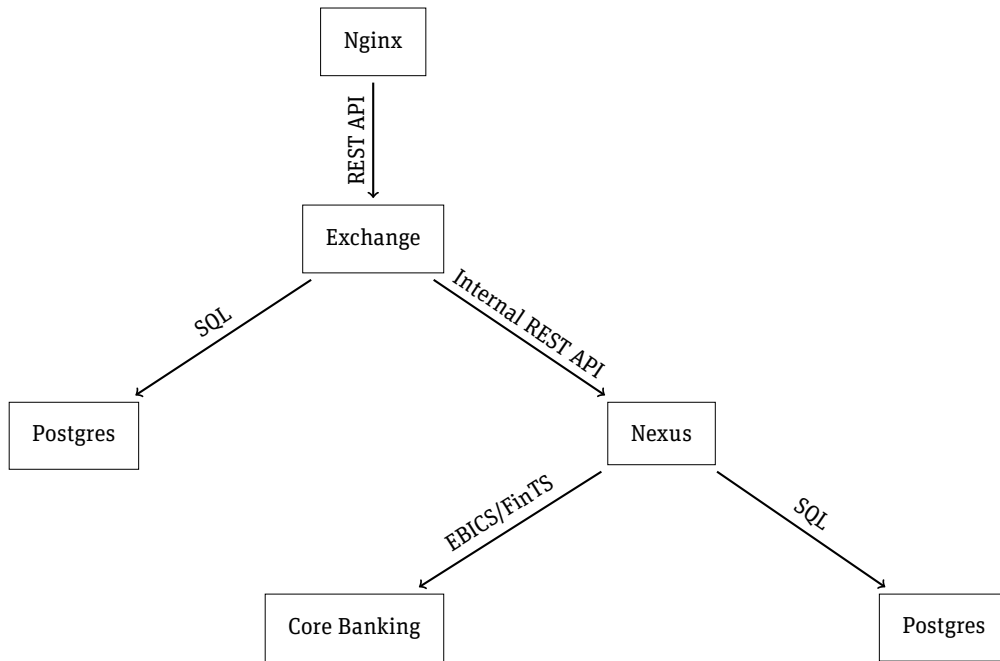 Nginx
REST API
Exchange
SQL
Internal REST API
Postgres
Nexus
EBICS/FinTS
SQL
Core Banking
Postgres